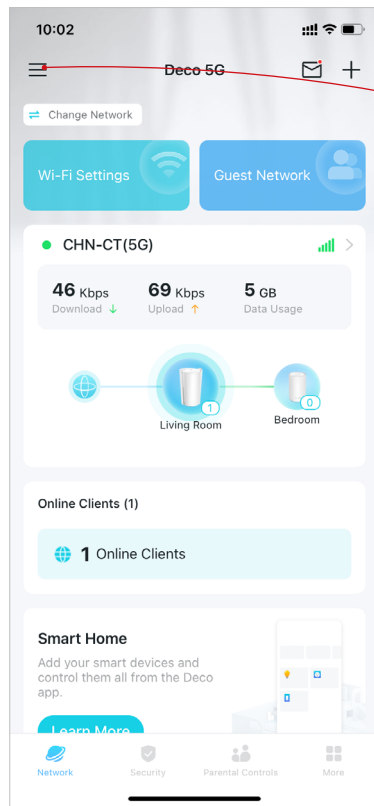 10:02
Deco 5G
Change Network
Wi-Fi Settings
Guest Network
CHN-CT(5G)
46 Kbps
69 Kbps
5 GB
Download ↓
Upload ↑
Data Usage
1
0
Living Room
Bedroom
Online Clients (1)
1 Online Clients
Smart Home
Add your smart devices and
control them all from the Deco
app.
Learn More
Network
Security
Parental Controls
More